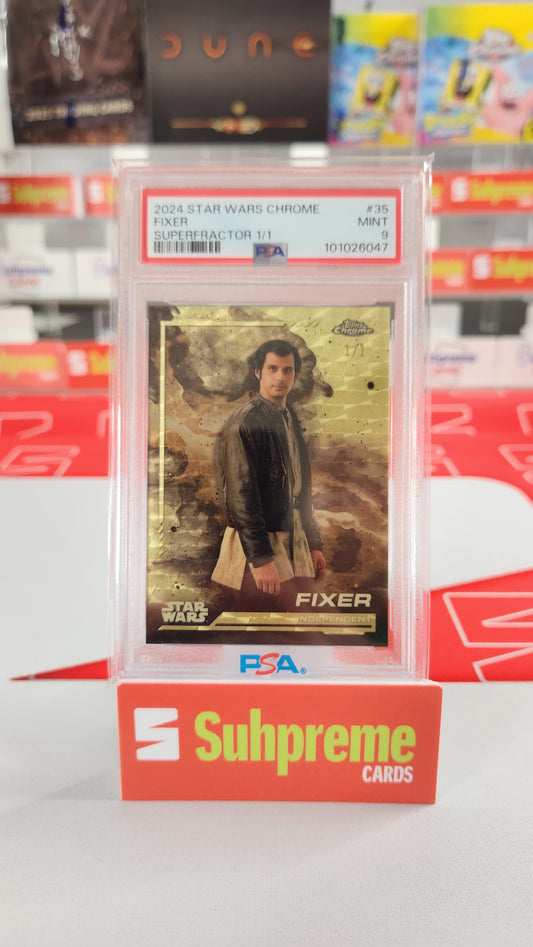 DUNE
2024 STAR WARS CHROME #35
FIXER MINT
SUPERFRACTOR 1/1 9
PSA 101026047
Topps
Chrome
1/1
FIXER
INDEPENDENT
STAR
WARS
PSA
Suhpreme
CARDS
Suhpreme
CARDS